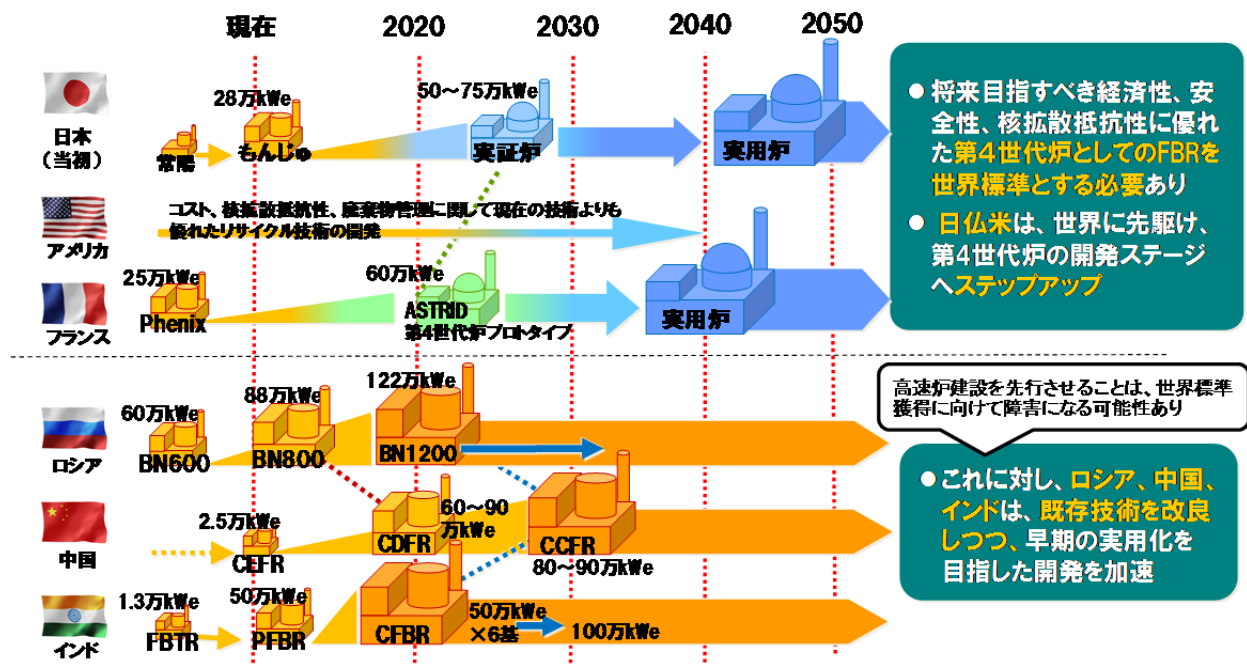 現在
2020
2030
2040
2050
日本
(当初)
28万kWe
50~75万kWe
常陽
もんじゅ
実証炉
実用炉
アメリカ
コスト、核拡散抵抗性、廃棄物管理に関して現在の技術よりも
優れたリサイクル技術の開発
フランス
25万kWe
Phenix
60万kWe
ASTRID
第4世代炉プロトタイプ
実用炉
● 将来目指すべき経済性、安
全性、核拡散抵抗性に優れ
た第4世代炉としてのFBRを
世界標準とする必要あり
● 日仏米は、世界に先駆け、
第4世代炉の開発ステージ
へステップアップ
ロシア
60万kWe
BN600
88万kWe
BN800
122万kWe
BN1200
中国
2.5万kWe
CEFR
CDFR
60~90
万kWe
CCFR
80~90万kWe
インド
1.3万kWe
FBTR
50万kWe
PFBR
CFBR
50万kWe
×6基
100万kWe
高速炉建設を先行させることは、世界標準
獲得に向けて障害になる可能性あり
● これに対し、ロシア、中国、
インドは、既存技術を改良
しつつ、早期の実用化を
目指した開発を加速